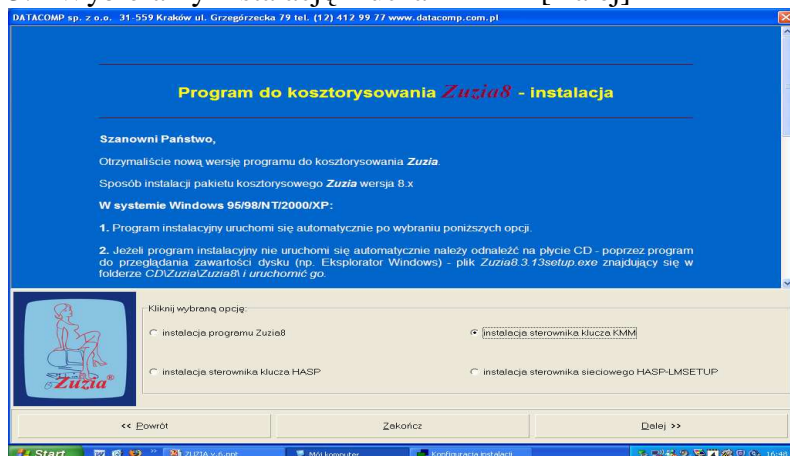 DATACOMP sp. z o.o. 31-559 Kraków ul. Grzegórzecka 79 tel. (12) 412 99 77 www.datacomp.com.pl
Program do kosztorysowania Zuzia8 - instalacja
Szanowni Państwo,
Otrzymaliście nową wersję programu do kosztorysowania Zuzia.
Sposób instalacji pakietu kosztorysowego Zuzia wersja 8.x
W systemie Windows 95/98/NT/2000/XP:
1. Program instalacyjny uruchomi się automatycznie po wybraniu poniższych opcji.
2. Jeżeli program instalacyjny nie uruchomi się automatycznie należy odnaleźć na płycie CD - poprzez program
do przeglądania zawartości dysku (np. Eksplorator Windows) - plik Zuzia8.3.13setup.exe znajdujący się w
folderze CD\Zuzia\Zuzia8\ i uruchomić go.
Kliknij wybraną opcję:
instalacja programu Zuzia8
instalacja sterownika klucza KMM
instalacja sterownika klucza HASP
instalacja sterownika sieciowego HASP-LMSETUP
Zuzia®
<< Powrót
Zakończ
Dalej >>
Start
ZUZIA v.6.ppt
Mój komputer
Konfiguracja instalacji
16:48